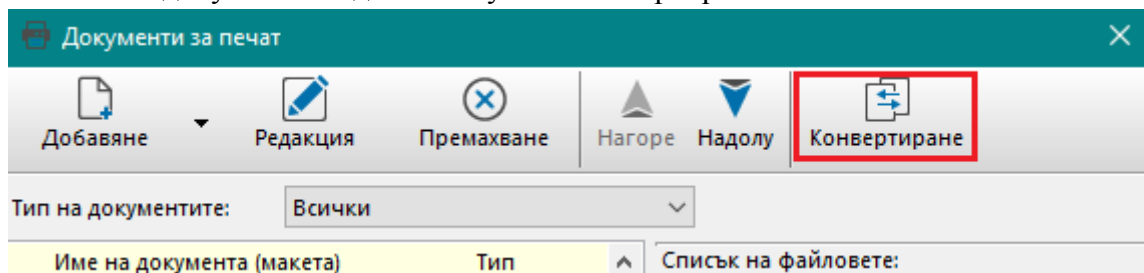 Документи за печат
Добавяне Редакция Премахване Нагоре Надолу Конвертиране
Тип на документите: Всички
Име на документа (макета) Тип Списък на файловете: